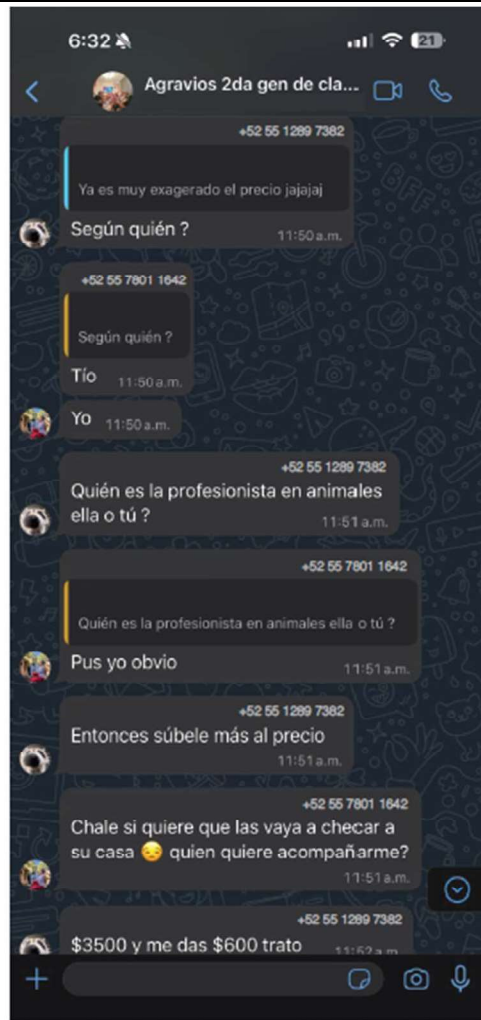 6:32
21
Agravios 2da gen de cla...
+52 55 1289 7382
Ya es muy exagerado el precio jajajaj
Según quién ?
11:50 a.m.
+52 55 7801 1642
Según quién ?
Tío 11:50 a.m.
Yo 11:50 a.m.
+52 55 1289 7382
Quién es la profesionista en animales
ella o tú ?
11:51 a.m.
+52 55 7801 1642
Quién es la profesionista en animales ella o tú ?
Pus yo obvio
11:51 a.m.
+52 55 1289 7382
Entonces súbele más al precio
11:51 a.m.
+52 55 7801 1642
Chale si quiere que las vaya a checar a
su casa 😔 quien quiere acompañarme?
11:51 a.m.
+52 55 1289 7382
$3500 y me das $600 trato 11:52 a.m.